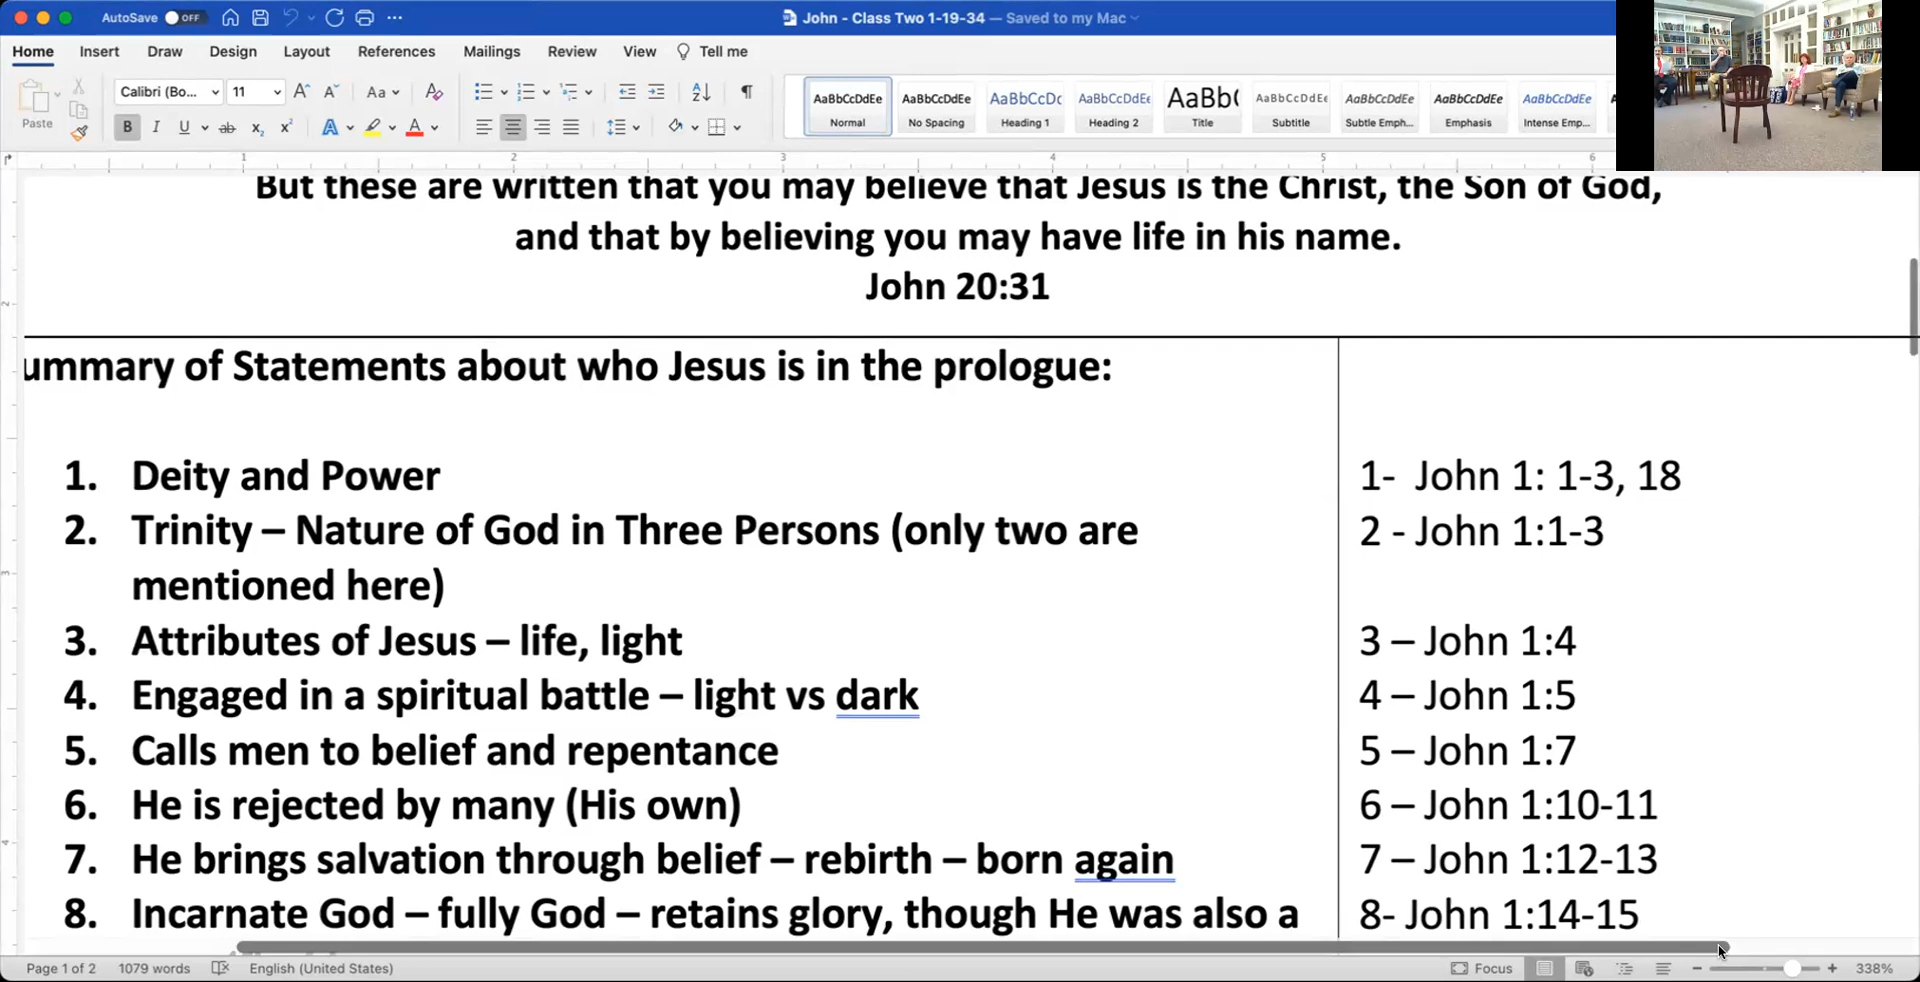 AutoSave OFF
John - Class Two 1-19-34 — Saved to my Mac
Home Insert Draw Design Layout References Mailings Review View Tell me
Paste
Calibri (Bo... 11
AaBbCcDdEe Normal
AaBbCcDdEe No Spacing
AaBbCcDc Heading 1
AaBbCcDdEe Heading 2
AaBb( Title
AaBbCcDdEe Subtitle
AaBbCcDdEe Subtle Emph...
AaBbCcDdEe Emphasis
AaBbCcDdEe Intense Emp...
1 2 3 4 5 6
But these are written that you may believe that Jesus is the Christ, the Son of God,
and that by believing you may have life in his name.
John 20:31
ummary of Statements about who Jesus is in the prologue:
1. Deity and Power 1- John 1: 1-3, 18
2. Trinity – Nature of God in Three Persons (only two are 2 - John 1:1-3
mentioned here)
3. Attributes of Jesus – life, light 3 – John 1:4
4. Engaged in a spiritual battle – light vs dark 4 – John 1:5
5. Calls men to belief and repentance 5 – John 1:7
6. He is rejected by many (His own) 6 – John 1:10-11
7. He brings salvation through belief – rebirth – born again 7 – John 1:12-13
8. Incarnate God – fully God – retains glory, though He was also a 8- John 1:14-15
Page 1 of 2 1079 words English (United States) Focus 338%